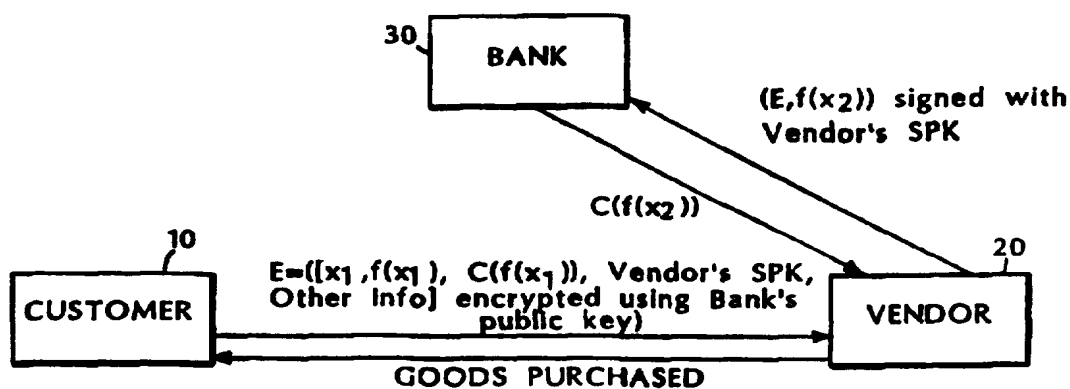 30
BANK
(E,f(x2)) signed with
Vendor's SPK
C(f(x2))
10
20
E=([x1,f(x1), C(f(x1)), Vendor's SPK,
Other Info] encrypted using Bank's
public key)
CUSTOMER
VENDOR
GOODS PURCHASED